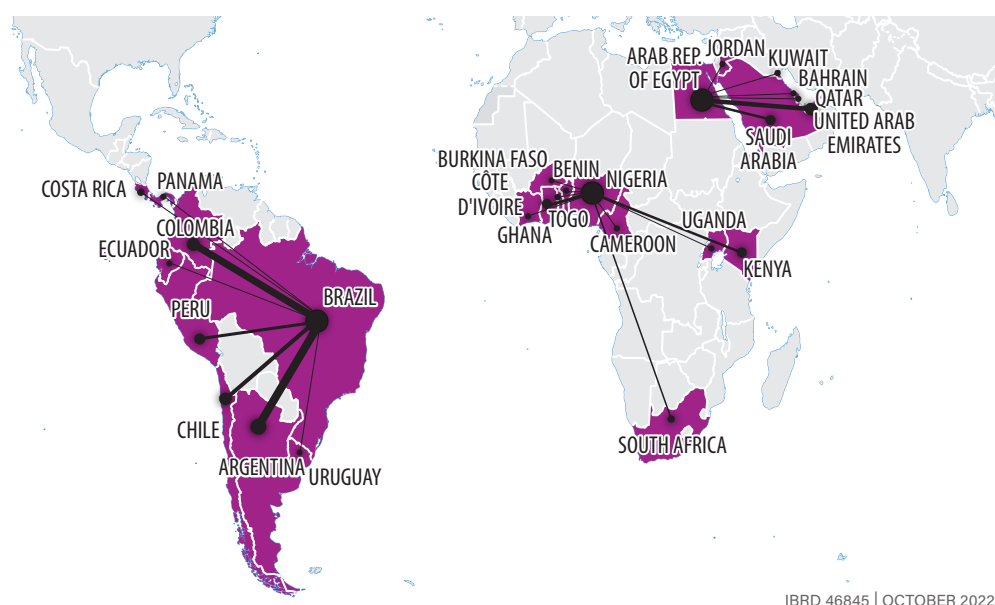 COSTA RICA
PANAMA
COLOMBIA
ECUADOR
BRAZIL
PERU
CHILE
ARGENTINA
URUGUAY
ARAB REP.
OF EGYPT
JORDAN
KUWAIT
BAHRAIN
QATAR
UNITED ARAB
EMIRATES
SAUDI
ARABIA
BURKINA FASO
BENIN
NIGERIA
CÔTE
D'IVOIRE
TOGO
GHANA
CAMEROON
UGANDA
KENYA
SOUTH AFRICA
IBRD 46845 | OCTOBER 2022